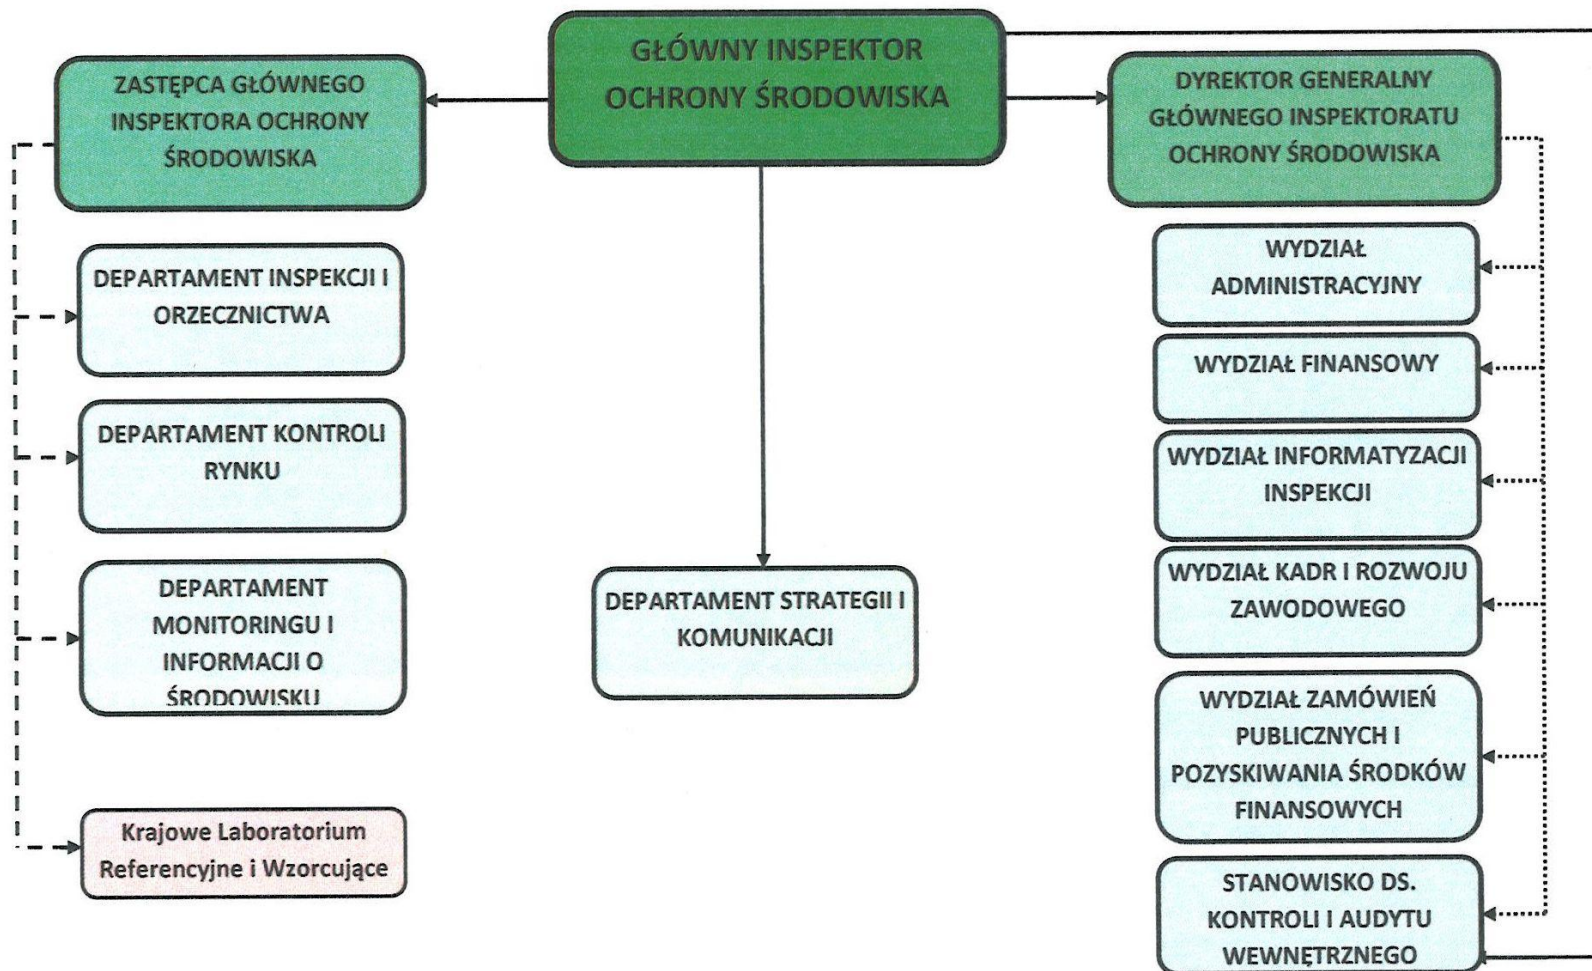 GŁÓWNY INSPEKTOR
OCHRONY ŚRODOWISKA
ZASTĘPCA GŁÓWNEGO
INSPEKTORA OCHRONY
ŚRODOWISKA
DYREKTOR GENERALNY
GŁÓWNEGO INSPEKTORATU
OCHRONY ŚRODOWISKA
DEPARTAMENT INSPEKCJI I
ORZECZNICTWA
DEPARTAMENT KONTROLI
RYNKU
DEPARTAMENT
MONITORINGU I
INFORMACJI O
ŚRODOWISKU
Krajowe Laboratorium
Referencyjne i Wzorcujące
DEPARTAMENT STRATEGII I
KOMUNIKACJI
WYDZIAŁ
ADMINISTRACYJNY
WYDZIAŁ FINANSOWY
WYDZIAŁ INFORMATYZACJI
INSPEKCJI
WYDZIAŁ KADR I ROZWOJU
ZAWODOWEGO
WYDZIAŁ ZAMÓWIEŃ
PUBLICZNYCH I
POZYSKIWANIA ŚRODKÓW
FINANSOWYCH
STANOWISKO DS.
KONTROLI I AUDYTU
WEWNĘTRZNEGO